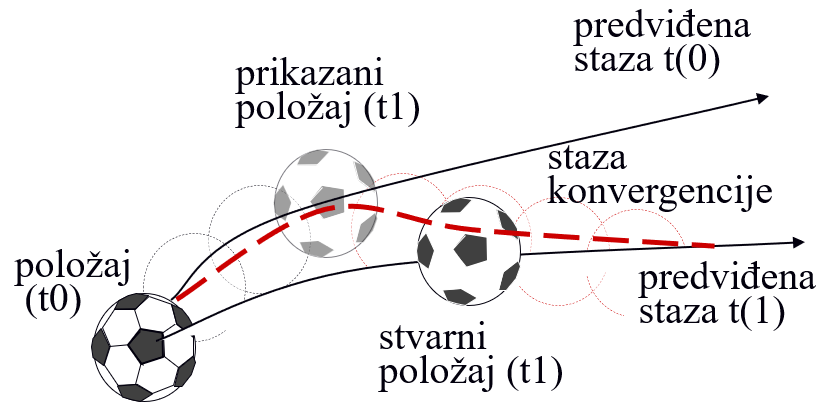 predviđena
staza t(0)
prikazani
položaj (t1)
staza
konvergencije
položaj
(t0)
predviđena
staza t(1)
stvarni
položaj (t1)